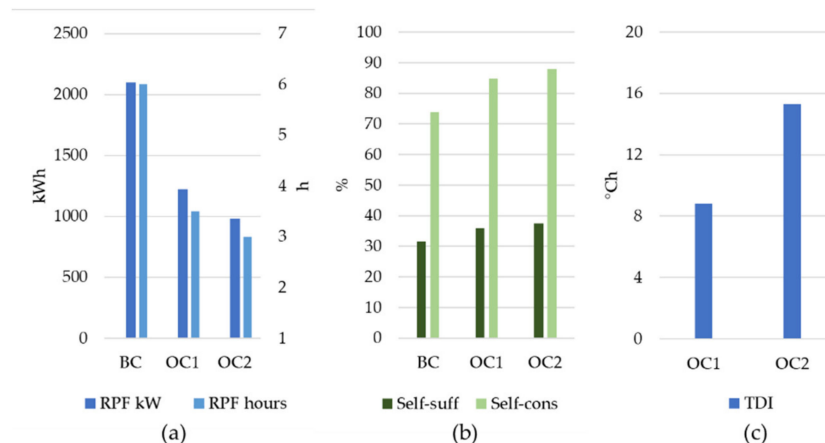 2500
2000
1500
1000
500
0
kWh
7
6
5
4
3
2
1
h
BC OC1 OC2
RPF kW RPF hours
(a)
100
90
80
70
60
50
40
30
20
10
0
%
BC OC1 OC2
Self-suff Self-cons
(b)
20
16
12
8
4
0
°Ch
OC1 OC2
TDI
(c)